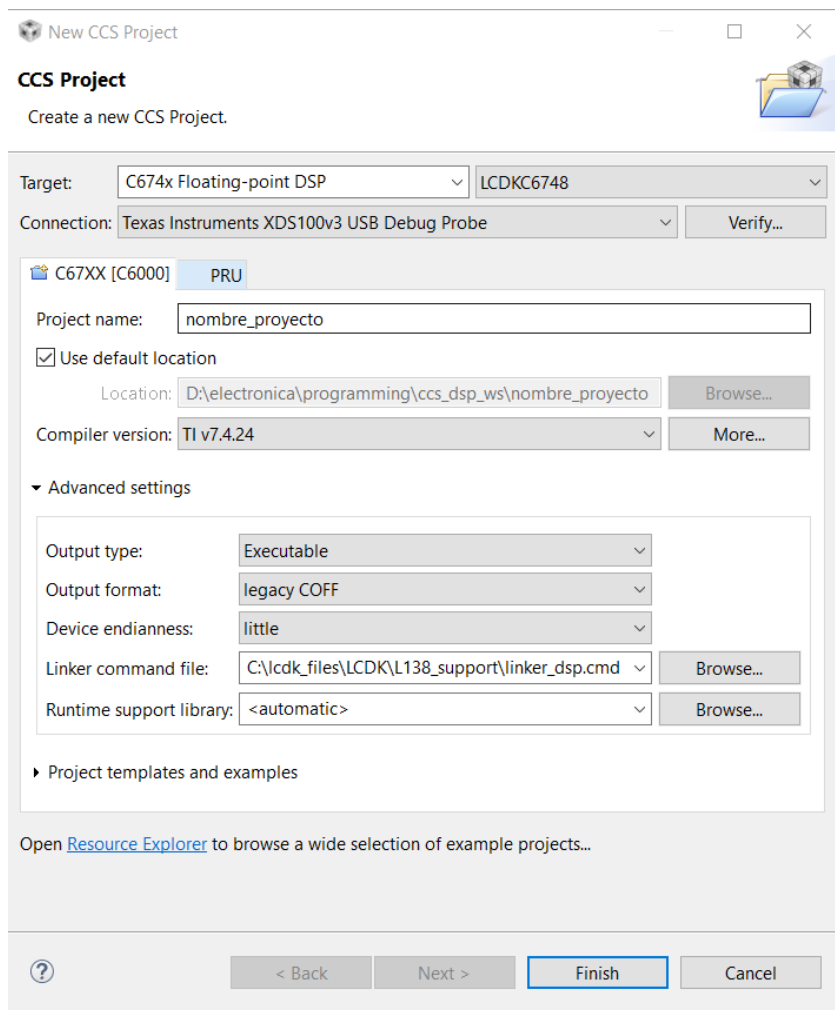 New CCS Project
CCS Project
Create a new CCS Project.
Target: C674x Floating-point DSP LCDKC6748
Connection: Texas Instruments XDS100v3 USB Debug Probe Verify...
C67XX [C6000] PRU
Project name: nombre_proyecto
Use default location
Location: D:\electronica\programming\ccs_dsp_ws\nombre_proyecto Browse...
Compiler version: TI v7.4.24 More...
Advanced settings
Output type: Executable
Output format: legacy COFF
Device endianness: little
Linker command file: C:\lcdk_files\LCDK\L138_support\linker_dsp.cmd Browse...
Runtime support library: <automatic> Browse...
Project templates and examples
Open Resource Explorer to browse a wide selection of example projects...
? < Back Next > Finish Cancel